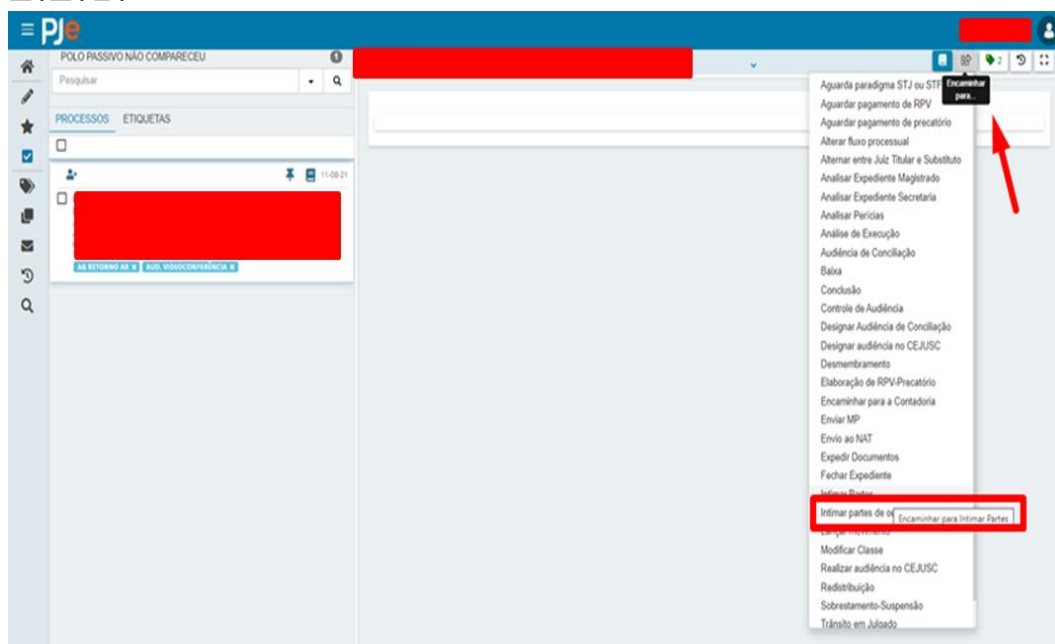 PJe
POLO PASSIVO NÃO COMPARECEU
Pesquisar
PROCESSOS ETIQUETAS
11-08-21
AG RETORNO AR AUD. VIDEOCONFERÊNCIA
2
Encaminhar
para...
Aguarda paradigma STJ ou STF
Aguardar pagamento de RPV
Aguardar pagamento de precatório
Alterar fluxo processual
Alternar entre Juiz Titular e Substituto
Analisar Expediente Magistrado
Analisar Expediente Secretaria
Analisar Perícias
Análise de Execução
Audiência de Conciliação
Baixa
Conclusão
Controle de Audiência
Designar Audiência de Conciliação
Designar audiência no CEJUSC
Desmembramento
Elaboração de RPV-Precatório
Encaminhar para a Contadoria
Enviar MP
Envio ao NAT
Expedir Documentos
Fechar Expediente
Intimar Partes
Intimar partes de
Encaminhar para Intimar Partes
Lançar movimento
Modificar Classe
Realizar audiência no CEJUSC
Redistribuição
Sobrestamento-Suspensão
Trânsito em Julgado